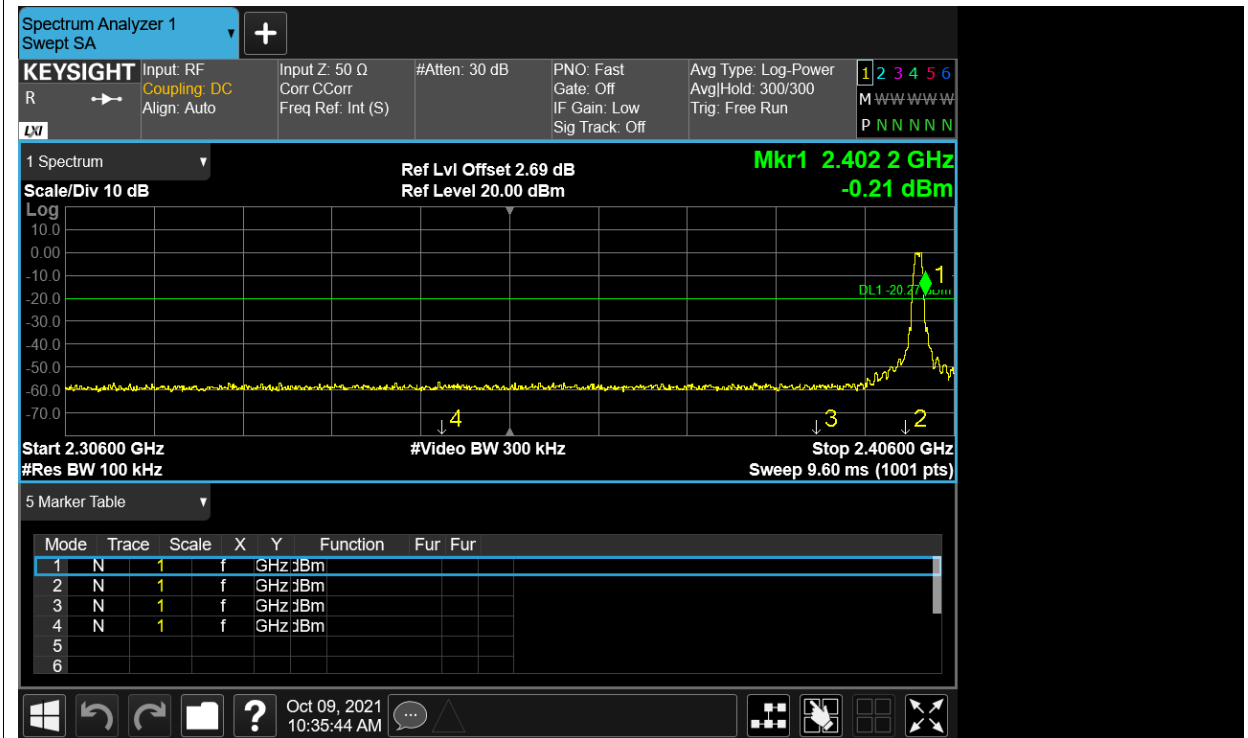 Spectrum Analyzer 1
Swept SA
KEYSIGHT
R
LXI
Input: RF
Coupling: DC
Align: Auto
Input Z: 50 Ω
Corr CCorr
Freq Ref: Int (S)
#Atten: 30 dB
PNO: Fast
Gate: Off
IF Gain: Low
Sig Track: Off
Avg Type: Log-Power
Avg|Hold: 300/300
Trig: Free Run
1 2 3 4 5 6
M W W W W W
P N N N N N
1 Spectrum
Scale/Div 10 dB
Ref Lvl Offset 2.69 dB
Ref Level 20.00 dBm
Mkr1 2.402 2 GHz
-0.21 dBm
Log
10.0
0.00
-10.0
-20.0
-30.0
-40.0
-50.0
-60.0
-70.0
1
DL1 -20.27
4
3
2
Start 2.30600 GHz
#Video BW 300 kHz
Stop 2.40600 GHz
#Res BW 100 kHz
Sweep 9.60 ms (1001 pts)
5 Marker Table
Mode Trace Scale X Y Function Fur Fur
1 N 1 f GHz dBm
2 N 1 f GHz dBm
3 N 1 f GHz dBm
4 N 1 f GHz dBm
5
6
?
Oct 09, 2021
10:35:44 AM